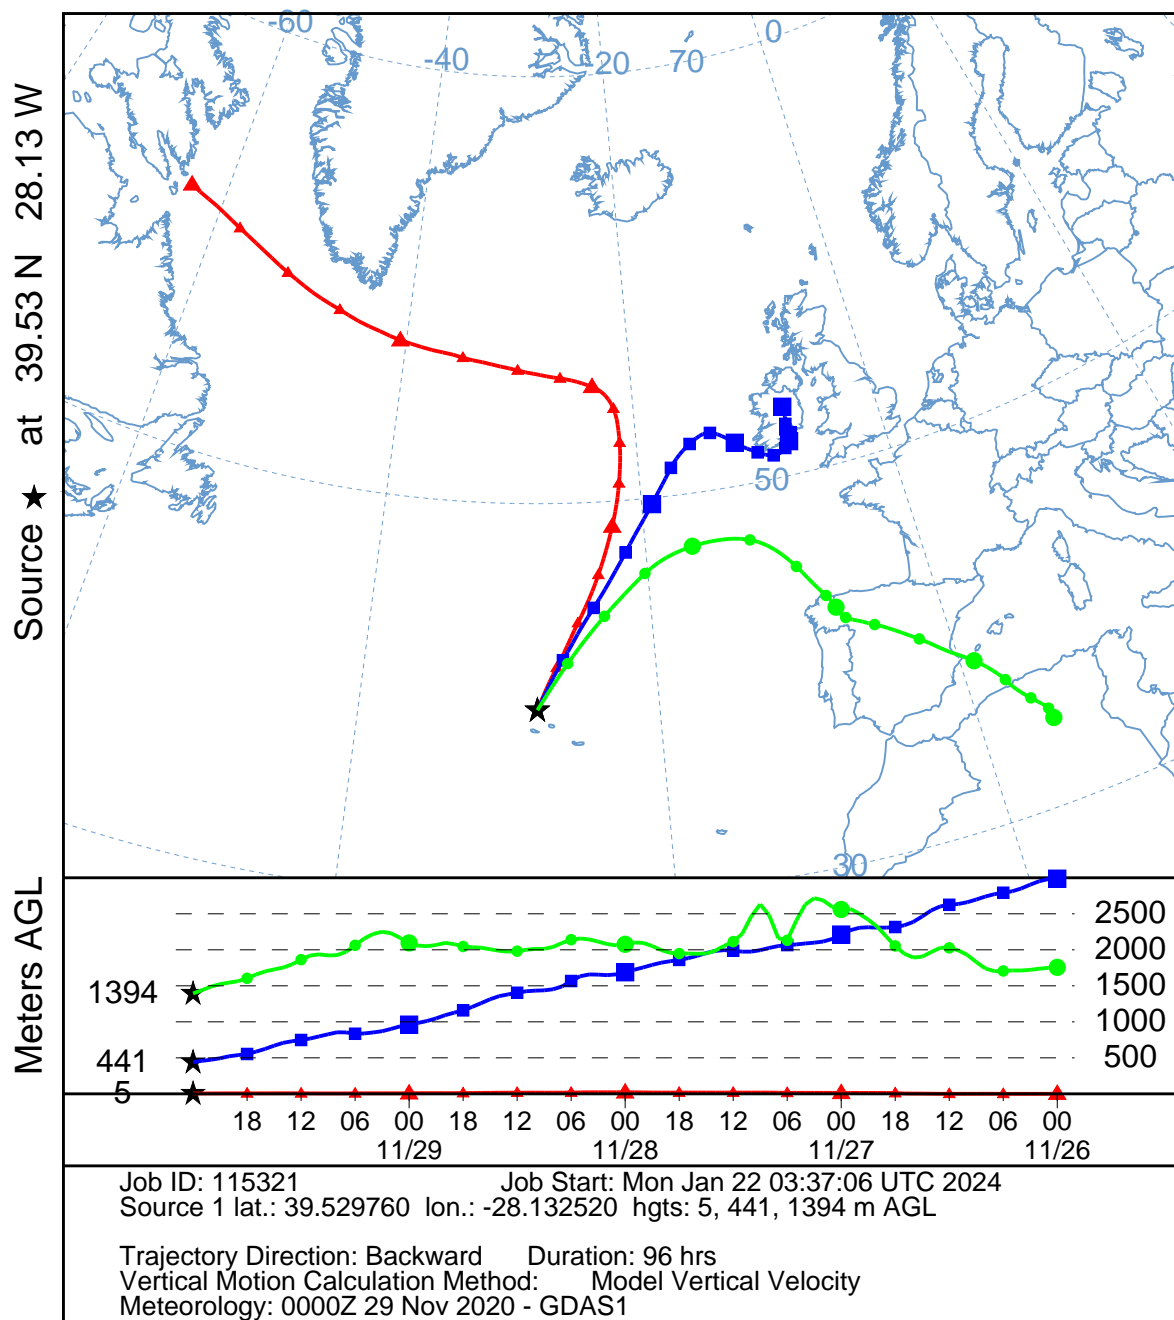 -60
-40
-20
70
0
50
30
Source ★ at 39.53 N 28.13 W
Meters AGL
2500
2000
1500
1000
500
1394
441
5
18 12 06 00 18 12 06 00 18 12 06 00 18 12 06 00
11/29 11/28 11/27 11/26
Job ID: 115321 Job Start: Mon Jan 22 03:37:06 UTC 2024
Source 1 lat.: 39.529760 lon.: -28.132520 hgts: 5, 441, 1394 m AGL
Trajectory Direction: Backward Duration: 96 hrs
Vertical Motion Calculation Method: Model Vertical Velocity
Meteorology: 0000Z 29 Nov 2020 - GDAS1